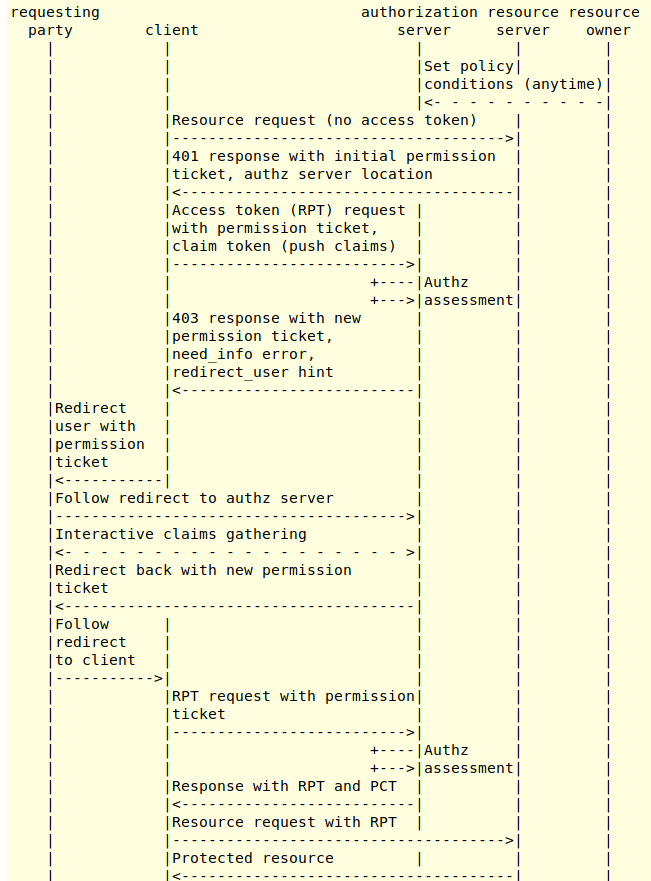 requesting                             authorization resource resource
  party        client                      server     server    owner
    |            |                           |          |         |
    |            |                           |Set policy|         |
    |            |                           |conditions (anytime)|
    |            |                           |<- - - - - - - - - -|
    |            |Resource request (no access token)    |         |
    |            |------------------------------------->|         |
    |            |401 response with initial permission  |         |
    |            |ticket, authz server location         |         |
    |            |<-------------------------------------|         |
    |            |Access token (RPT) request |          |         |
    |            |with permission ticket,    |          |         |
    |            |claim token (push claims)  |          |         |
    |            |-------------------------->|          |         |
    |            |                      +----|Authz     |         |
    |            |                      +--->|assessment|         |
    |            |403 response with new      |          |         |
    |            |permission ticket,         |          |         |
    |            |need_info error,           |          |         |
    |            |redirect_user hint         |          |         |
    |            |<--------------------------|          |         |
    |Redirect    |                           |          |         |
    |user with   |                           |          |         |
    |permission  |                           |          |         |
    |ticket      |                           |          |         |
    |<-----------|                           |          |         |
    |Follow redirect to authz server         |          |         |
    |--------------------------------------->|          |         |
    |Interactive claims gathering            |          |         |
    |<- - - - - - - - - - - - - - - - - - - >|          |         |
    |Redirect back with new permission       |          |         |
    |ticket                                  |          |         |
    |<---------------------------------------|          |         |
    |Follow      |                           |          |         |
    |redirect    |                           |          |         |
    |to client   |                           |          |         |
    |----------->|                           |          |         |
    |            |RPT request with permission|          |         |
    |            |ticket                     |          |         |
    |            |-------------------------->|          |         |
    |            |                      +----|Authz     |         |
    |            |                      +--->|assessment|         |
    |            |Response with RPT and PCT  |          |         |
    |            |<--------------------------|          |         |
    |            |Resource request with RPT  |          |         |
    |            |------------------------------------->|         |
    |            |Protected resource         |          |         |
    |            |<-------------------------------------|         |